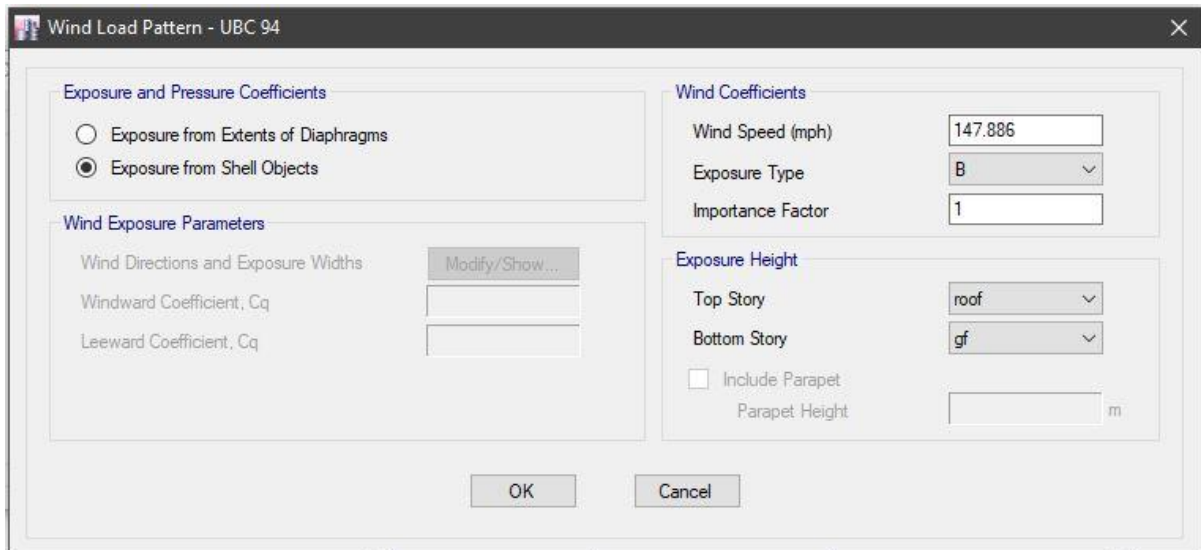 Wind Load Pattern - UBC 94
Exposure and Pressure Coefficients
Exposure from Extents of Diaphragms
Exposure from Shell Objects
Wind Exposure Parameters
Wind Directions and Exposure Widths
Modify/Show...
Windward Coefficient, Cq
Leeward Coefficient, Cq
Wind Coefficients
Wind Speed (mph)
147.886
Exposure Type
B
Importance Factor
1
Exposure Height
Top Story
roof
Bottom Story
gf
Include Parapet
Parapet Height
m
OK
Cancel